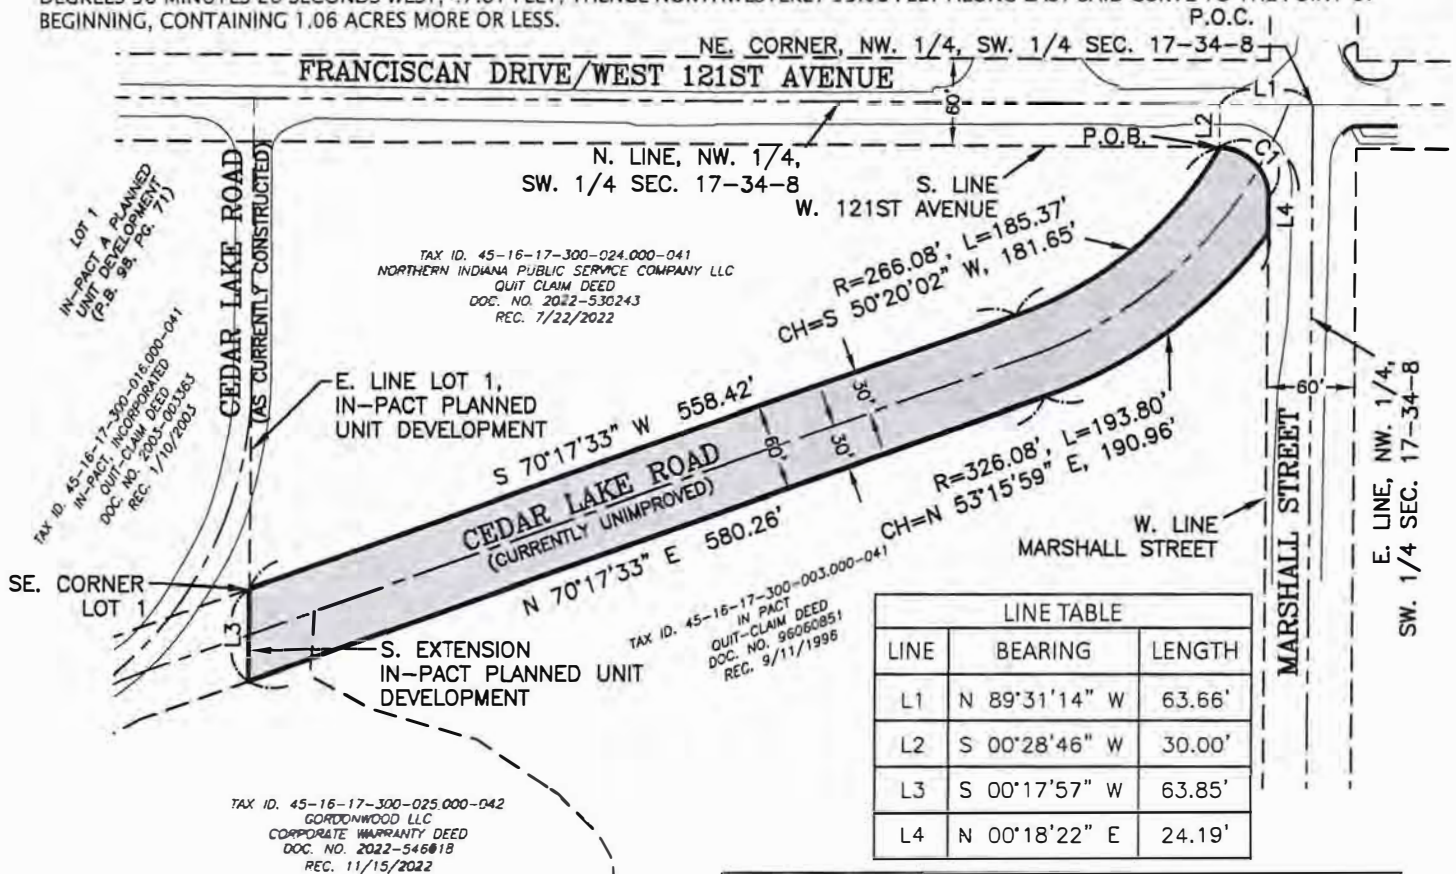 BEGINNING, CONTAINING 1.06 ACRES MORE OR LESS.
P.O.C.
NE. CORNER, NW. 1/4, SW. 1/4 SEC. 17-34-8
FRANCISCAN DRIVE/WEST 121ST AVENUE
60'
L1
L2
P.O.B.
C1
L4
N. LINE, NW. 1/4,
SW. 1/4 SEC. 17-34-8
S. LINE
W. 121ST AVENUE
LOT 1
IN-PACT A PLANNED
UNIT DEVELOPMENT
(P.B. 98, PG. 71)
CEDAR LAKE ROAD
(AS CURRENTLY CONSTRUCTED)
TAX ID. 45-16-17-300-024.000-041
NORTHERN INDIANA PUBLIC SERVICE COMPANY LLC
QUIT CLAIM DEED
DOC. NO. 2022-530243
REC. 7/22/2022
R=266.08', L=185.37'
CH=S 50°20'02" W, 181.65'
TAX ID. 45-16-17-300-016.000-041
IN-PACT, INCORPORATED
QUIT-CLAIM DEED
DOC. NO. 2003-003363
REC. 1/10/2003
E. LINE LOT 1,
IN-PACT PLANNED
UNIT DEVELOPMENT
S 70°17'33" W 558.42'
30'
60'
30'
CEDAR LAKE ROAD
(CURRENTLY UNIMPROVED)
N 70°17'33" E 580.26'
R=326.08', L=193.80'
CH=N 53°15'59" E, 190.96'
60'
MARSHALL STREET
E. LINE, NW. 1/4,
SW. 1/4 SEC. 17-34-8
W. LINE
MARSHALL STREET
SE. CORNER
LOT 1
L3
S. EXTENSION
IN-PACT PLANNED UNIT
DEVELOPMENT
TAX ID. 45-16-17-300-003.000-041
IN PACT
QUIT-CLAIM DEED
DOC. NO. 96060851
REC. 9/11/1996
LINE TABLE
LINE BEARING LENGTH
L1 N 89°31'14" W 63.66'
L2 S 00°28'46" W 30.00'
L3 S 00°17'57" W 63.85'
L4 N 00°18'22" E 24.19'
TAX ID. 45-16-17-300-025.000-042
GORDONWOOD LLC
CORPORATE WARRANTY DEED
DOC. NO. 2022-546618
REC. 11/15/2022